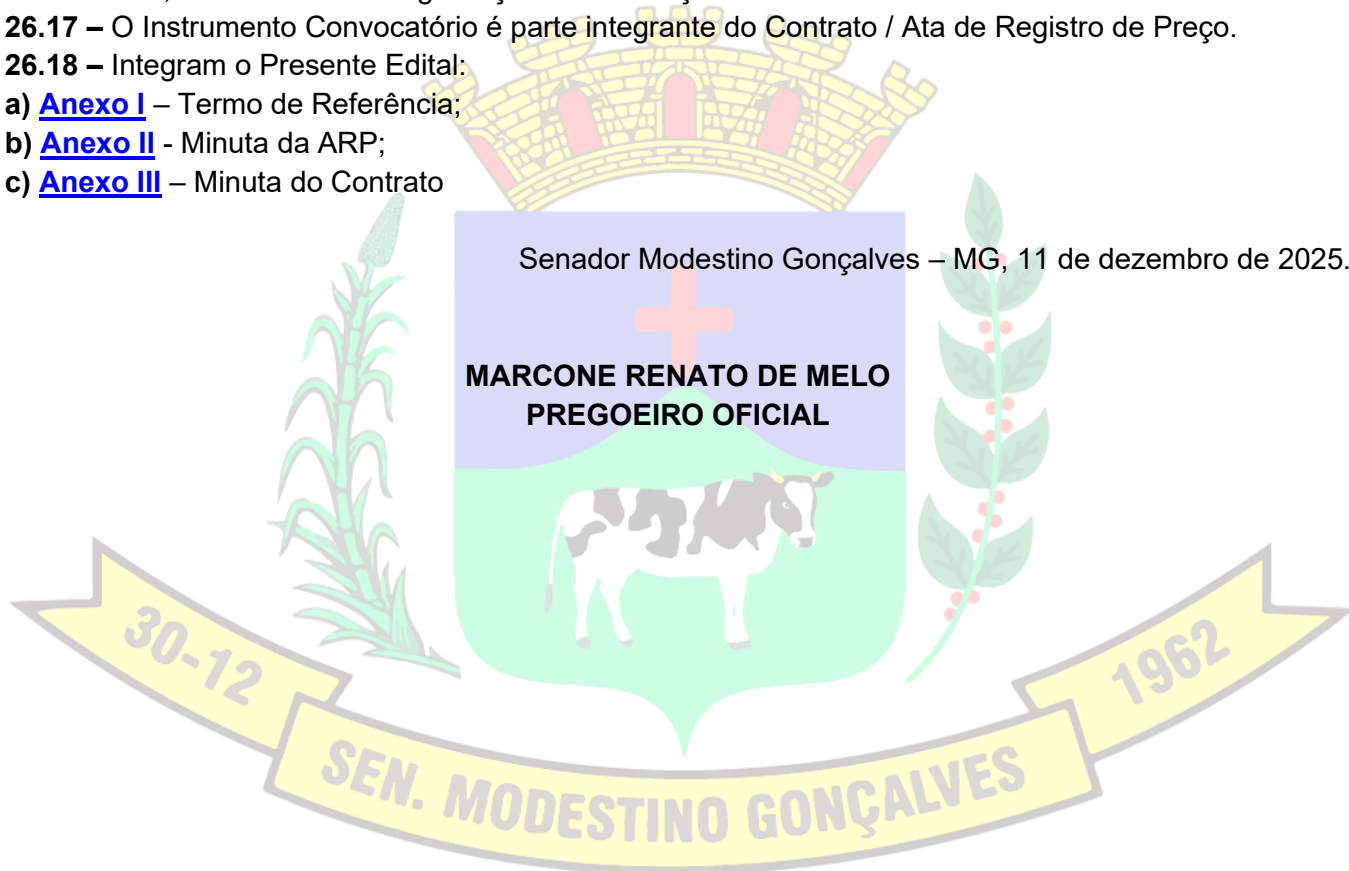 26.17 – O Instrumento Convocatório é parte integrante do Contrato / Ata de Registro de Preço.
26.18 – Integram o Presente Edital:
a) Anexo I – Termo de Referência;
b) Anexo II - Minuta da ARP;
c) Anexo III – Minuta do Contrato
Senador Modestino Gonçalves – MG, 11 de dezembro de 2025.
MARCONE RENATO DE MELO
PREGOEIRO OFICIAL
30-12
1962
SEN. MODESTINO GONÇALVES